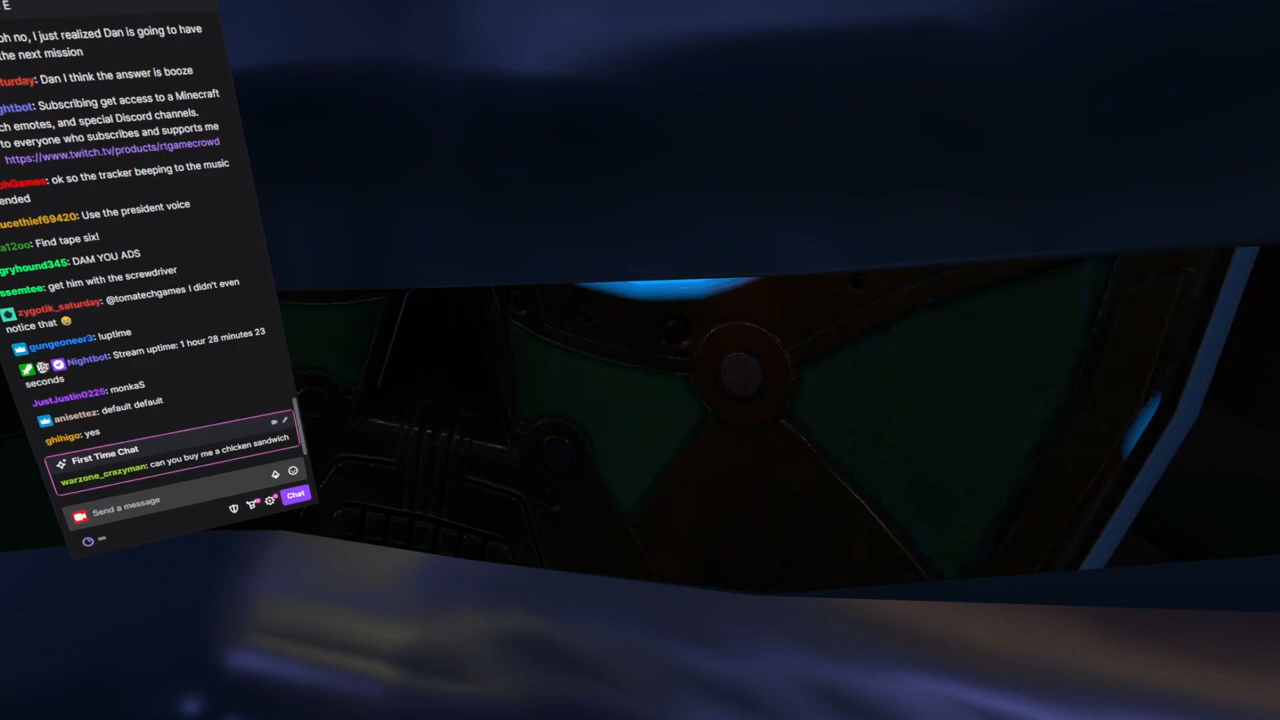 E
oh no, I just realized Dan is going to have
the next mission
turday: Dan I think the answer is booze
ghtbot: Subscribing get access to a Minecraft
ch emotes, and special Discord channels.
to everyone who subscribes and supports me
https://www.twitch.tv/products/rtgamecrowd
ohGames: ok so the tracker beeping to the music
ended
ucethief69420: Use the president voice
a12oo: Find tape six!
gryhound345: DAM YOU ADS
ssemtee: get him with the screwdriver
zygotik_saturday: @tomatechgames I didn't even
notice that 😅
gungeoneer3: !uptime
Nightbot: Stream uptime: 1 hour 28 minutes 23
seconds
JustJustin0225: monkaS
anisettez: default default
ghihigo: yes
First Time Chat
warzone_crazyman: can you buy me a chicken sandwich
Send a message
Chat